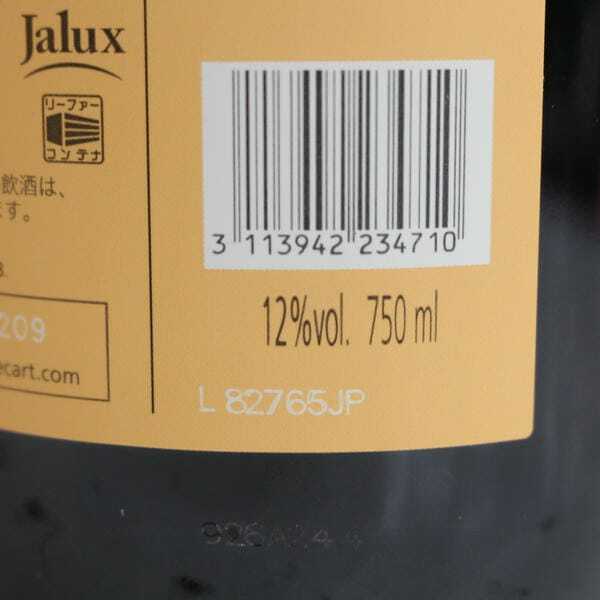 Jalux
リーファー
コンテナ
飲酒は、
ます。
3 113942 234710
12%vol. 750 ml
209
ecart.com
L 82765JP